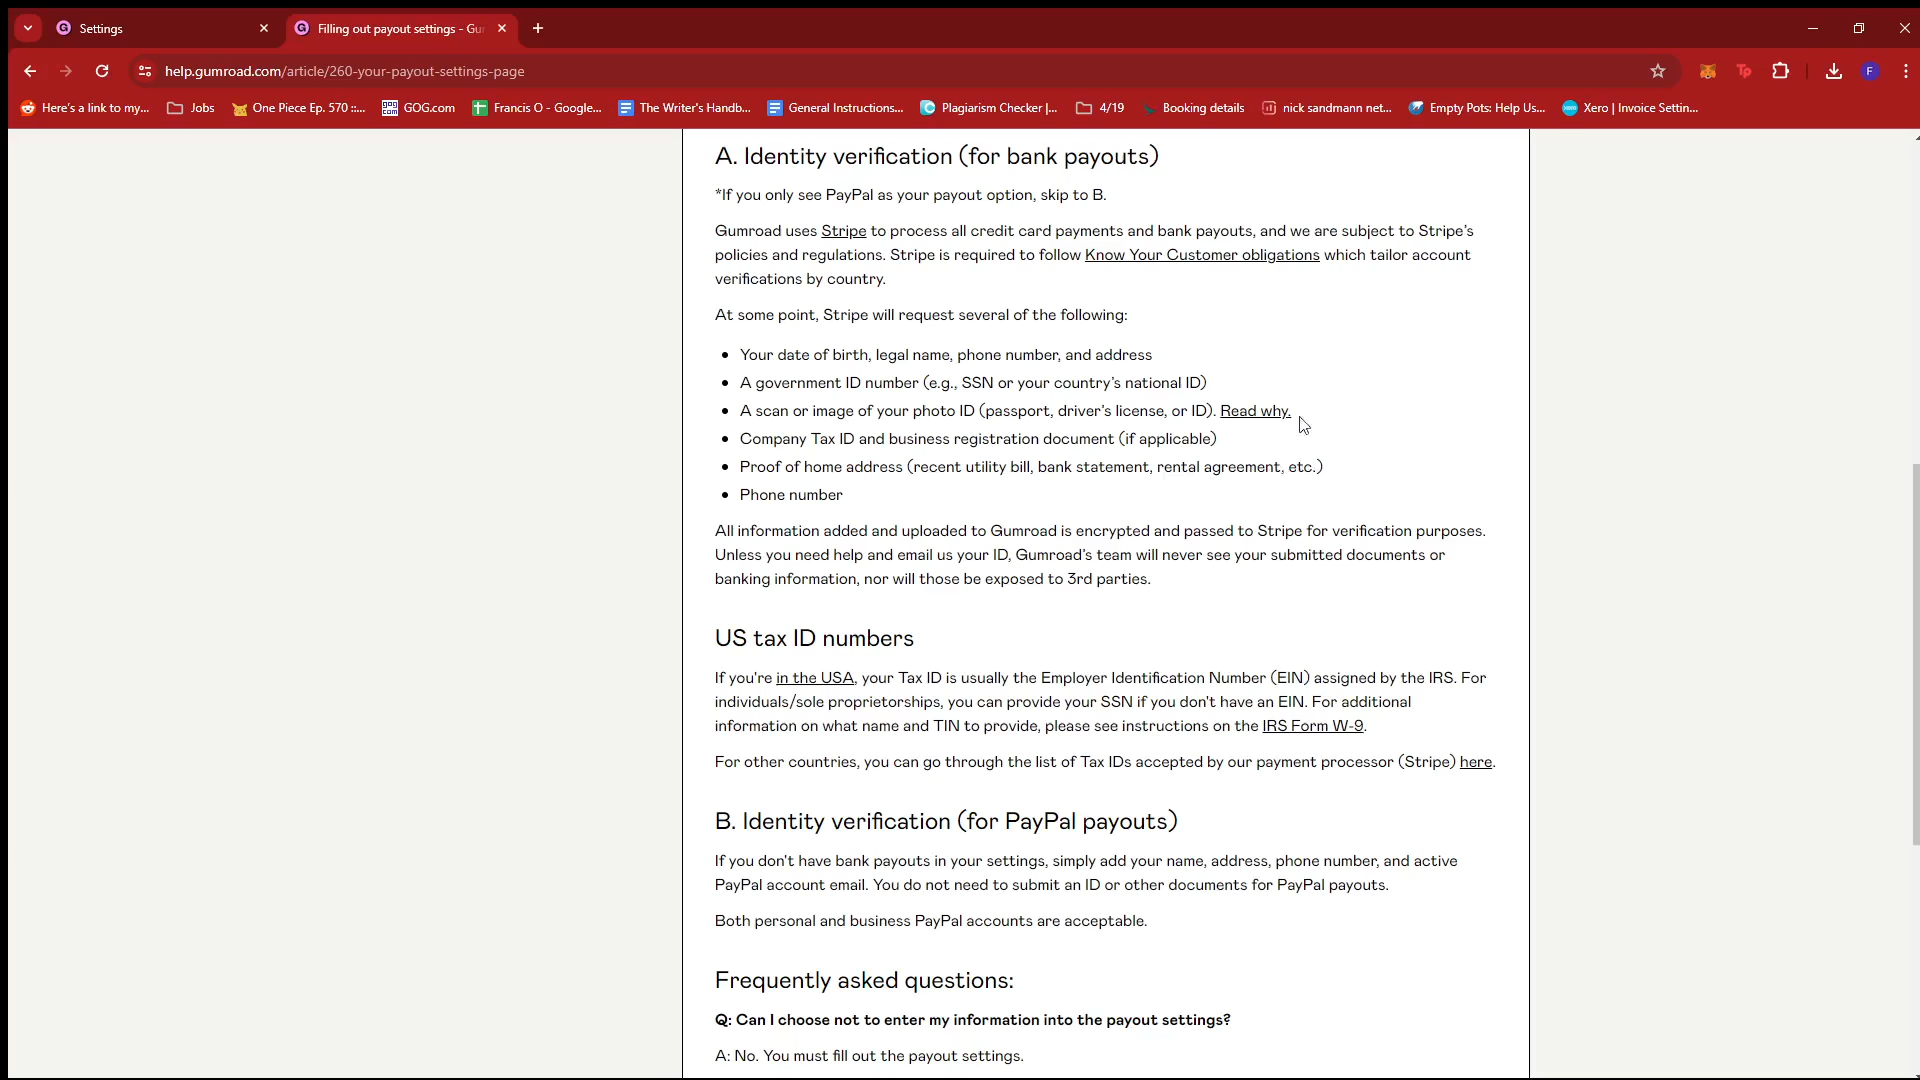 Settings
Filling out payout settings - Gu
help.gumroad.com/article/260-your-payout-settings-page
Here's a link to my...
Jobs
One Piece Ep. 570 ::...
GOG.com
Francis O - Google...
The Writer's Handb...
General Instructions...
Plagiarism Checker |...
4/19
Booking details
nick sandmann net...
Empty Pots: Help Us...
Xero | Invoice Settin...
A. Identity verification (for bank payouts)
*If you only see PayPal as your payout option, skip to B.
Gumroad uses Stripe to process all credit card payments and bank payouts, and we are subject to Stripe's
policies and regulations. Stripe is required to follow Know Your Customer obligations which tailor account
verifications by country.
At some point, Stripe will request several of the following:
• Your date of birth, legal name, phone number, and address
• A government ID number (e.g., SSN or your country's national ID)
• A scan or image of your photo ID (passport, driver's license, or ID). Read why.
• Company Tax ID and business registration document (if applicable)
• Proof of home address (recent utility bill, bank statement, rental agreement, etc.)
• Phone number
All information added and uploaded to Gumroad is encrypted and passed to Stripe for verification purposes.
Unless you need help and email us your ID, Gumroad's team will never see your submitted documents or
banking information, nor will those be exposed to 3rd parties.
US tax ID numbers
If you're in the USA, your Tax ID is usually the Employer Identification Number (EIN) assigned by the IRS. For
individuals/sole proprietorships, you can provide your SSN if you don't have an EIN. For additional
information on what name and TIN to provide, please see instructions on the IRS Form W-9.
For other countries, you can go through the list of Tax IDs accepted by our payment processor (Stripe) here.
B. Identity verification (for PayPal payouts)
If you don't have bank payouts in your settings, simply add your name, address, phone number, and active
PayPal account email. You do not need to submit an ID or other documents for PayPal payouts.
Both personal and business PayPal accounts are acceptable.
Frequently asked questions:
Q: Can I choose not to enter my information into the payout settings?
A: No. You must fill out the payout settings.